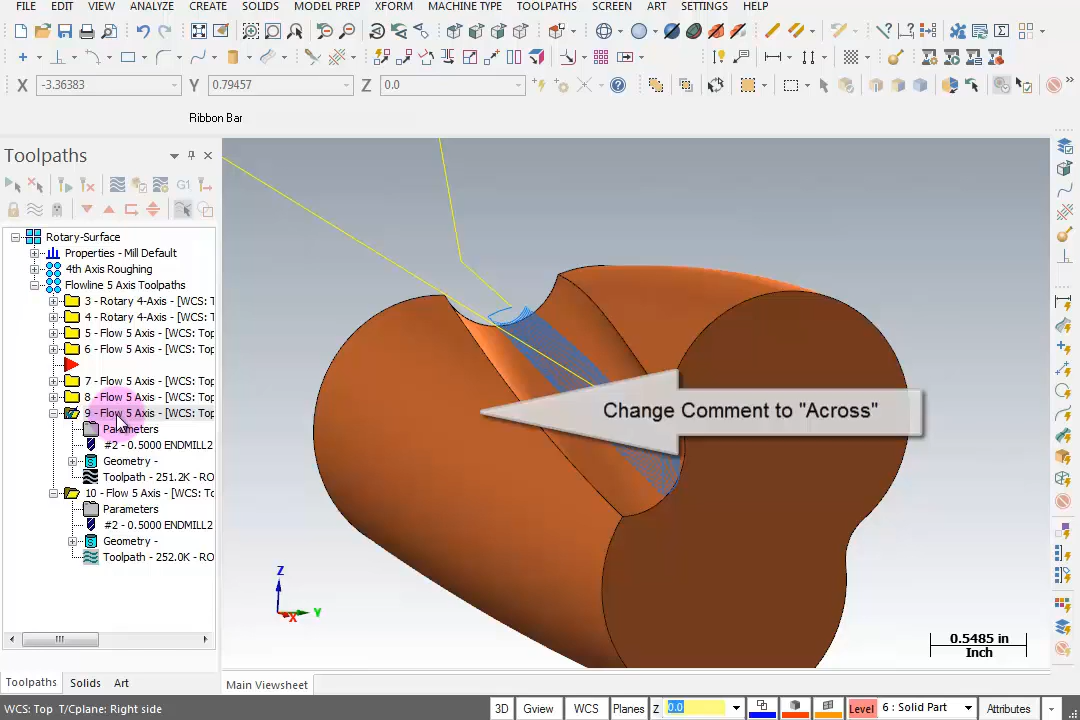 FILE EDIT VIEW ANALYZE CREATE SOLIDS MODEL PREP XFORM MACHINE TYPE TOOLPATHS SCREEN ART SETTINGS HELP
X -3.36383 Y 0.79457 Z 0.0
Ribbon Bar
Toolpaths
G1
Rotary-Surface
Properties - Mill Default
4th Axis Roughing
Flowline 5 Axis Toolpaths
3 - Rotary 4-Axis - [WCS: T
4 - Rotary 4-Axis - [WCS: T
5 - Flow 5 Axis - [WCS: Top
6 - Flow 5 Axis - [WCS: Top
7 - Flow 5 Axis - [WCS: Top
8 - Flow 5 Axis - [WCS: Top
9 - Flow 5 Axis - [WCS: Top
Parameters
#2 - 0.5000 ENDMILL2
Geometry -
Toolpath - 251.2K - RO
10 - Flow 5 Axis - [WCS: To
Parameters
#2 - 0.5000 ENDMILL2
Geometry -
Toolpath - 252.0K - RO
Change Comment to "Across"
Z
Y
X
0.5485 in
Inch
Toolpaths Solids Art
Main Viewsheet
WCS: Top T/Cplane: Right side
3D Gview WCS Planes Z 0.0 Level 6 : Solid Part Attributes